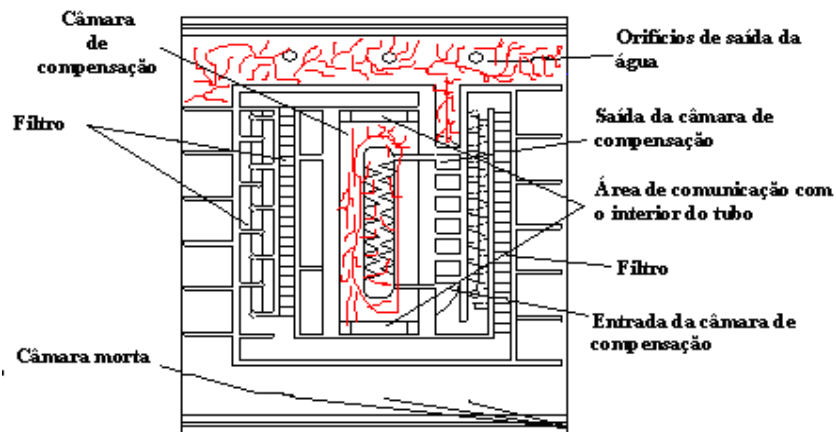 Câmara
de
compensação
Orifícios de saída da
água
Filtro
Saída da câmara de
compensação
Área de comunicação com
o interior do tubo
Filtro
Entrada da câmara de
compensação
Câmara morta